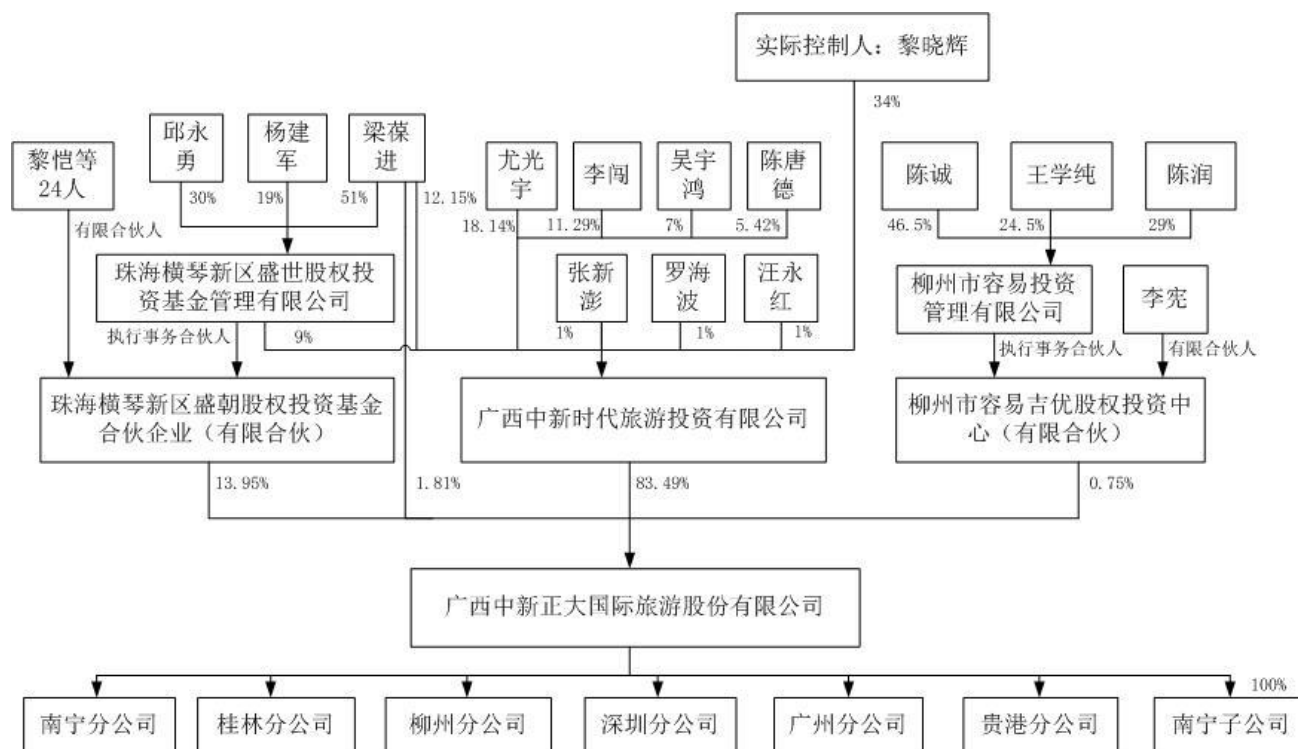 实际控制人：黎晓辉
34%
黎恺等
24人
邱永
勇
杨建
军
梁葆
进
尤光
宇
李闯
吴宇
鸿
陈唐
德
陈诚
王学纯
陈润
30%
19%
51%
12.15%
18.14%
11.29%
7%
5.42%
46.5%
24.5%
29%
有限合伙人
珠海横琴新区盛世股权投
资基金管理有限公司
张新
澎
罗海
波
汪永
红
柳州市容易投资
管理有限公司
李宪
执行事务合伙人
9%
1%
1%
1%
执行事务合伙人
有限合伙人
珠海横琴新区盛朝股权投资基金
合伙企业（有限合伙）
广西中新时代旅游投资有限公司
柳州市容易吉优股权投资中
心（有限合伙）
13.95%
1.81%
83.49%
0.75%
广西中新正大国际旅游股份有限公司
100%
南宁分公司
桂林分公司
柳州分公司
深圳分公司
广州分公司
贵港分公司
南宁子公司